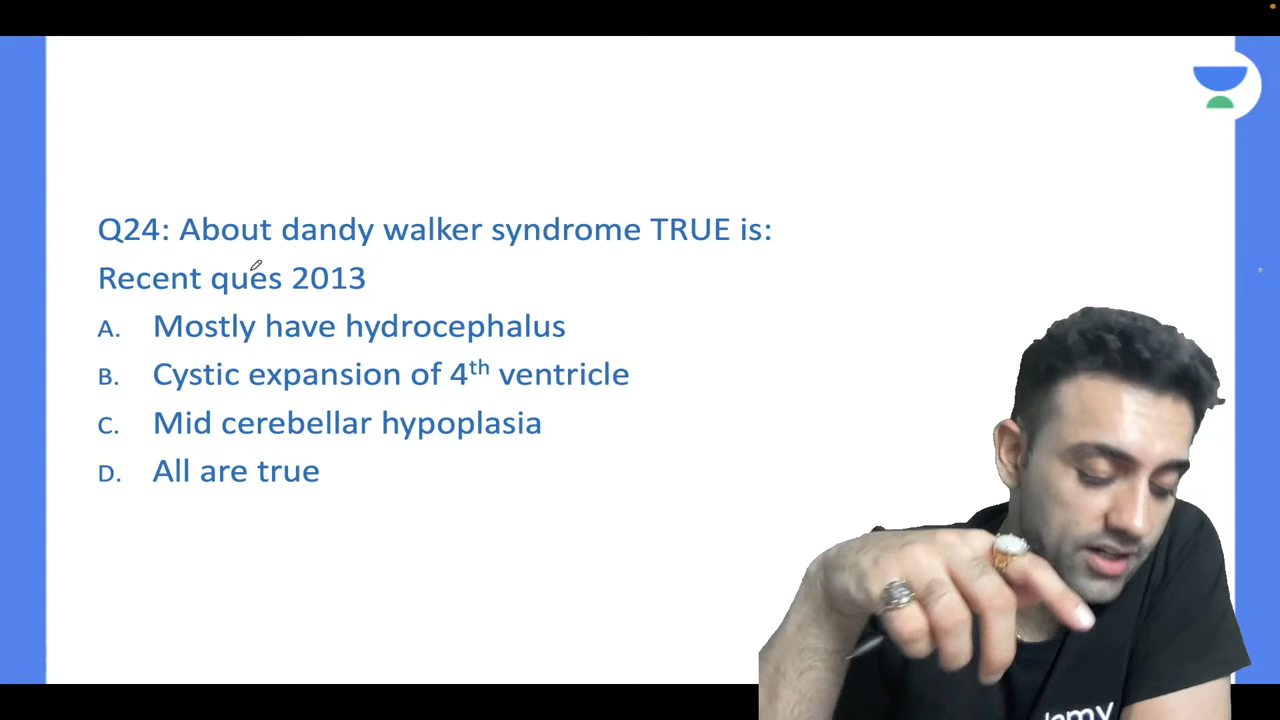 Q24: About dandy walker syndrome TRUE is:
Recent ques 2013
A. Mostly have hydrocephalus
B. Cystic expansion of 4th ventricle
C. Mid cerebellar hypoplasia
D. All are true